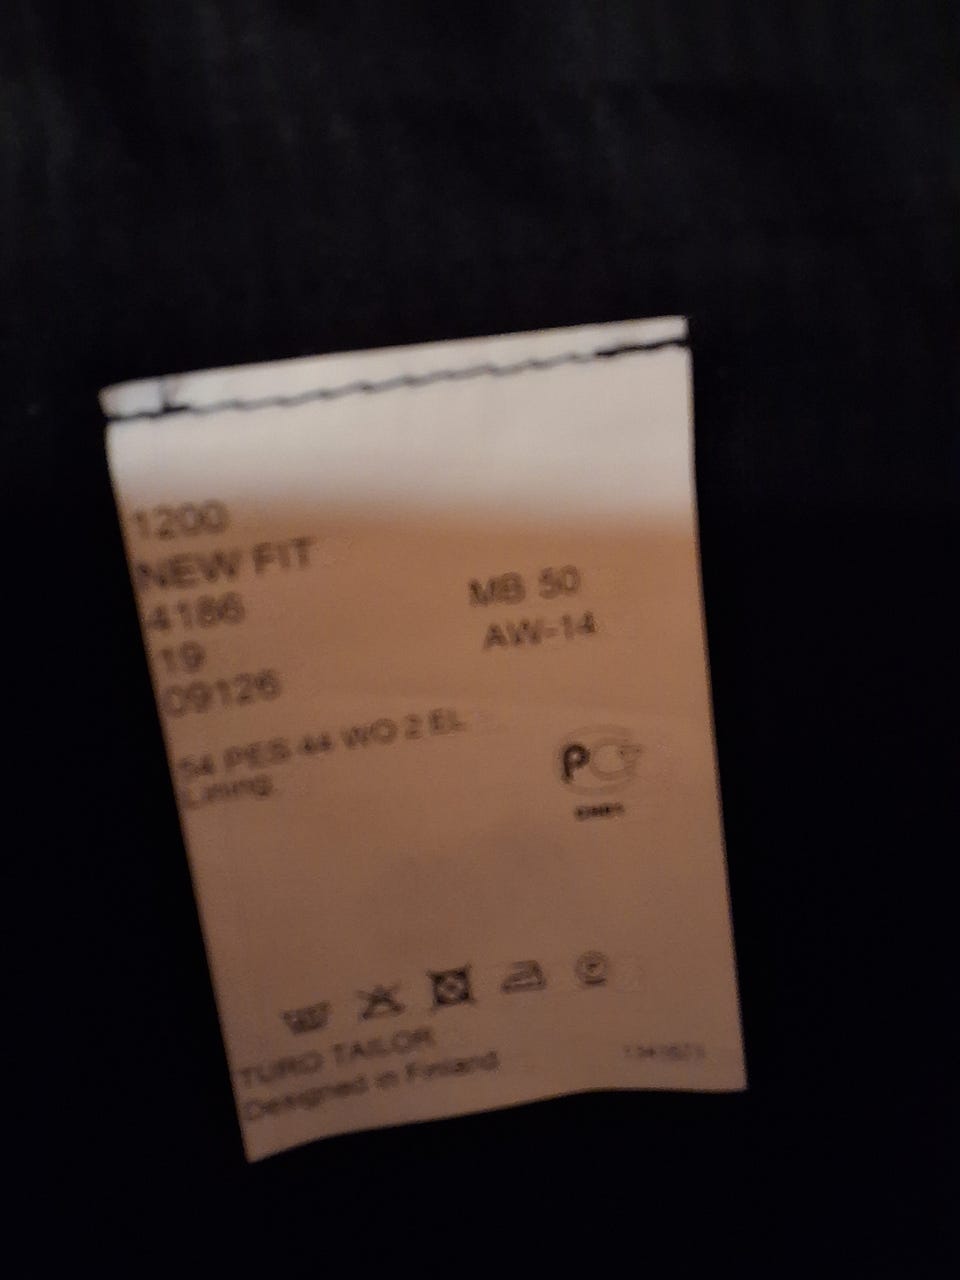 1200
NEW FIT
4186
19
09126
MB 50
AW-14
54 PES 44 WO 2 EL
Lining
TURO TAILOR
Designed in Finland